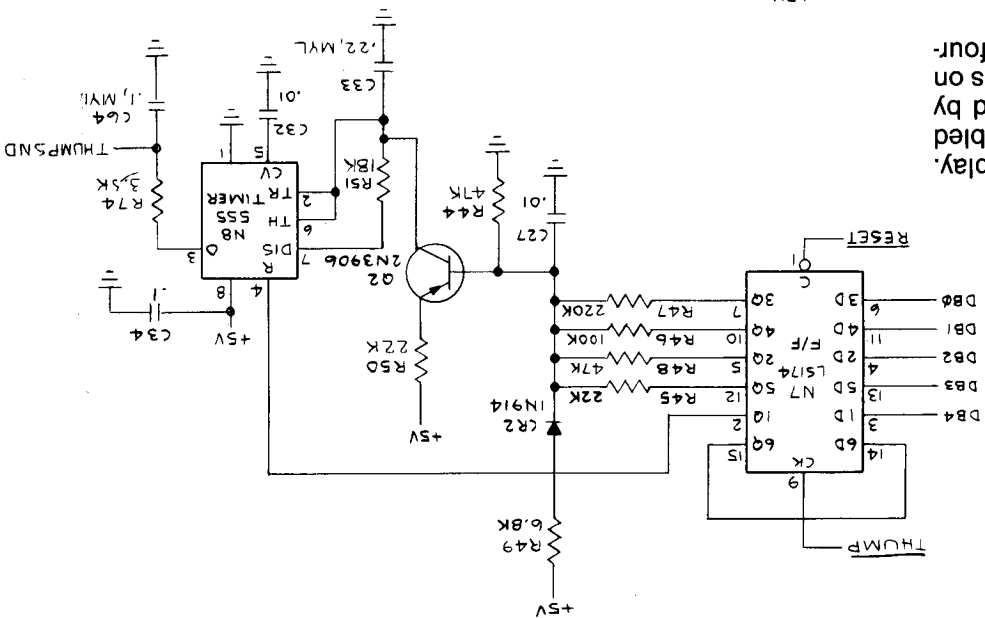 play.
bled
d by
s on
four-
+5V
THUMP
R49
6.8K
9
CK
14
6D
6Q
15
DB4
3
1D
1Q
2
DB3
13
5D
5Q
12
DB2
4
2D
2Q
5
DB1
11
4D
4Q
10
DBØ
6
3D
3Q
7
N7
LS174
F/F
C
1
RESET
CR2
1N914
R45
22K
R48
47K
R46
100K
R47
220K
C27
.01
R44
47K
+5V
R50
22K
Q2
2N3906
R51
18K
C33
.22, MYL
+5V
C34
.1
4
8
R
7
DIS
6
TH
2
TR
N8
555
TIMER
O
3
CV
5
1
C32
.01
R74
3.3K
THUMPSND
C64
.1, MYL